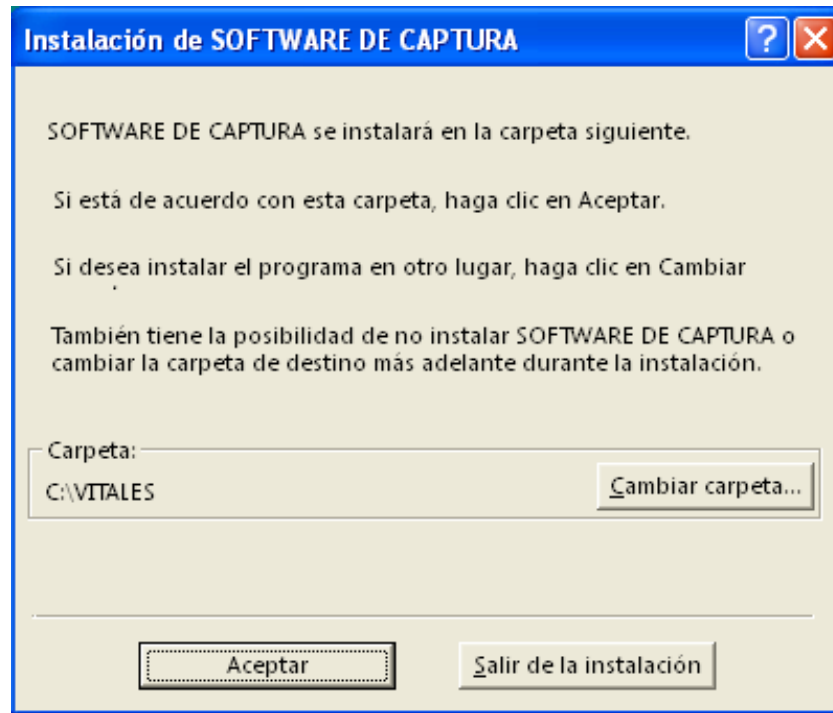 Instalación de SOFTWARE DE CAPTURA
?
SOFTWARE DE CAPTURA se instalará en la carpeta siguiente.
Si está de acuerdo con esta carpeta, haga clic en Aceptar.
Si desea instalar el programa en otro lugar, haga clic en Cambiar
También tiene la posibilidad de no instalar SOFTWARE DE CAPTURA o
cambiar la carpeta de destino más adelante durante la instalación.
Carpeta:
C:\VITALES
Cambiar carpeta...
Aceptar
Salir de la instalación